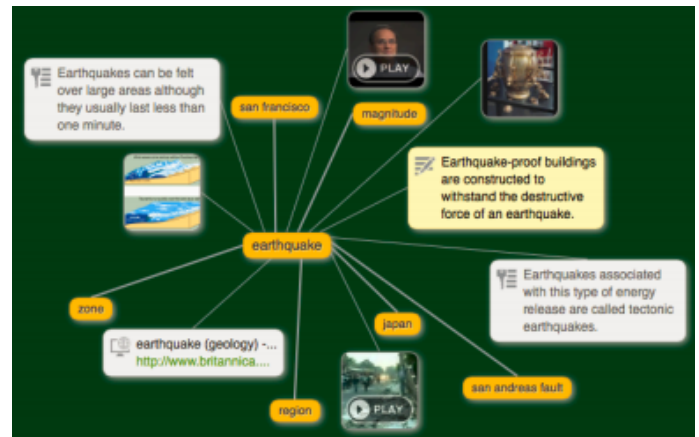 PLAY
Earthquakes can be felt
over large areas although
they usually last less than
one minute.
san francisco
magnitude
Earthquake-proof buildings
are constructed to
withstand the destructive
force of an earthquake.
earthquake
Earthquakes associated
with this type of energy
release are called tectonic
earthquakes.
zone
japan
earthquake (geology) -...
http://www.britannica....
san andreas fault
region
PLAY